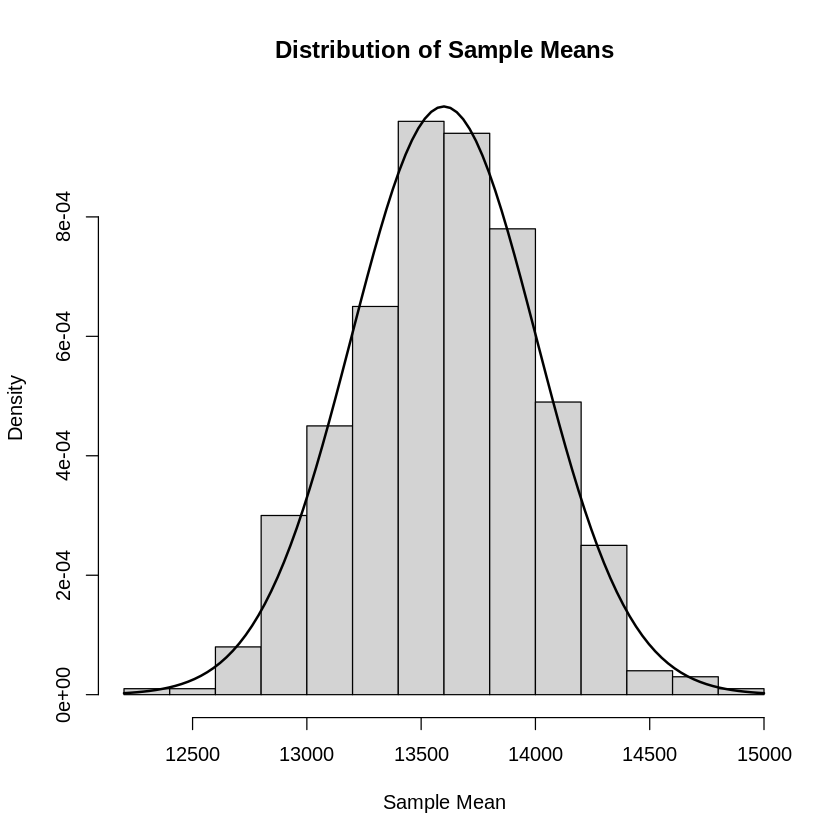 Distribution of Sample Means
Density
8e-04
6e-04
4e-04
2e-04
0e+00
12500 13000 13500 14000 14500 15000
Sample Mean